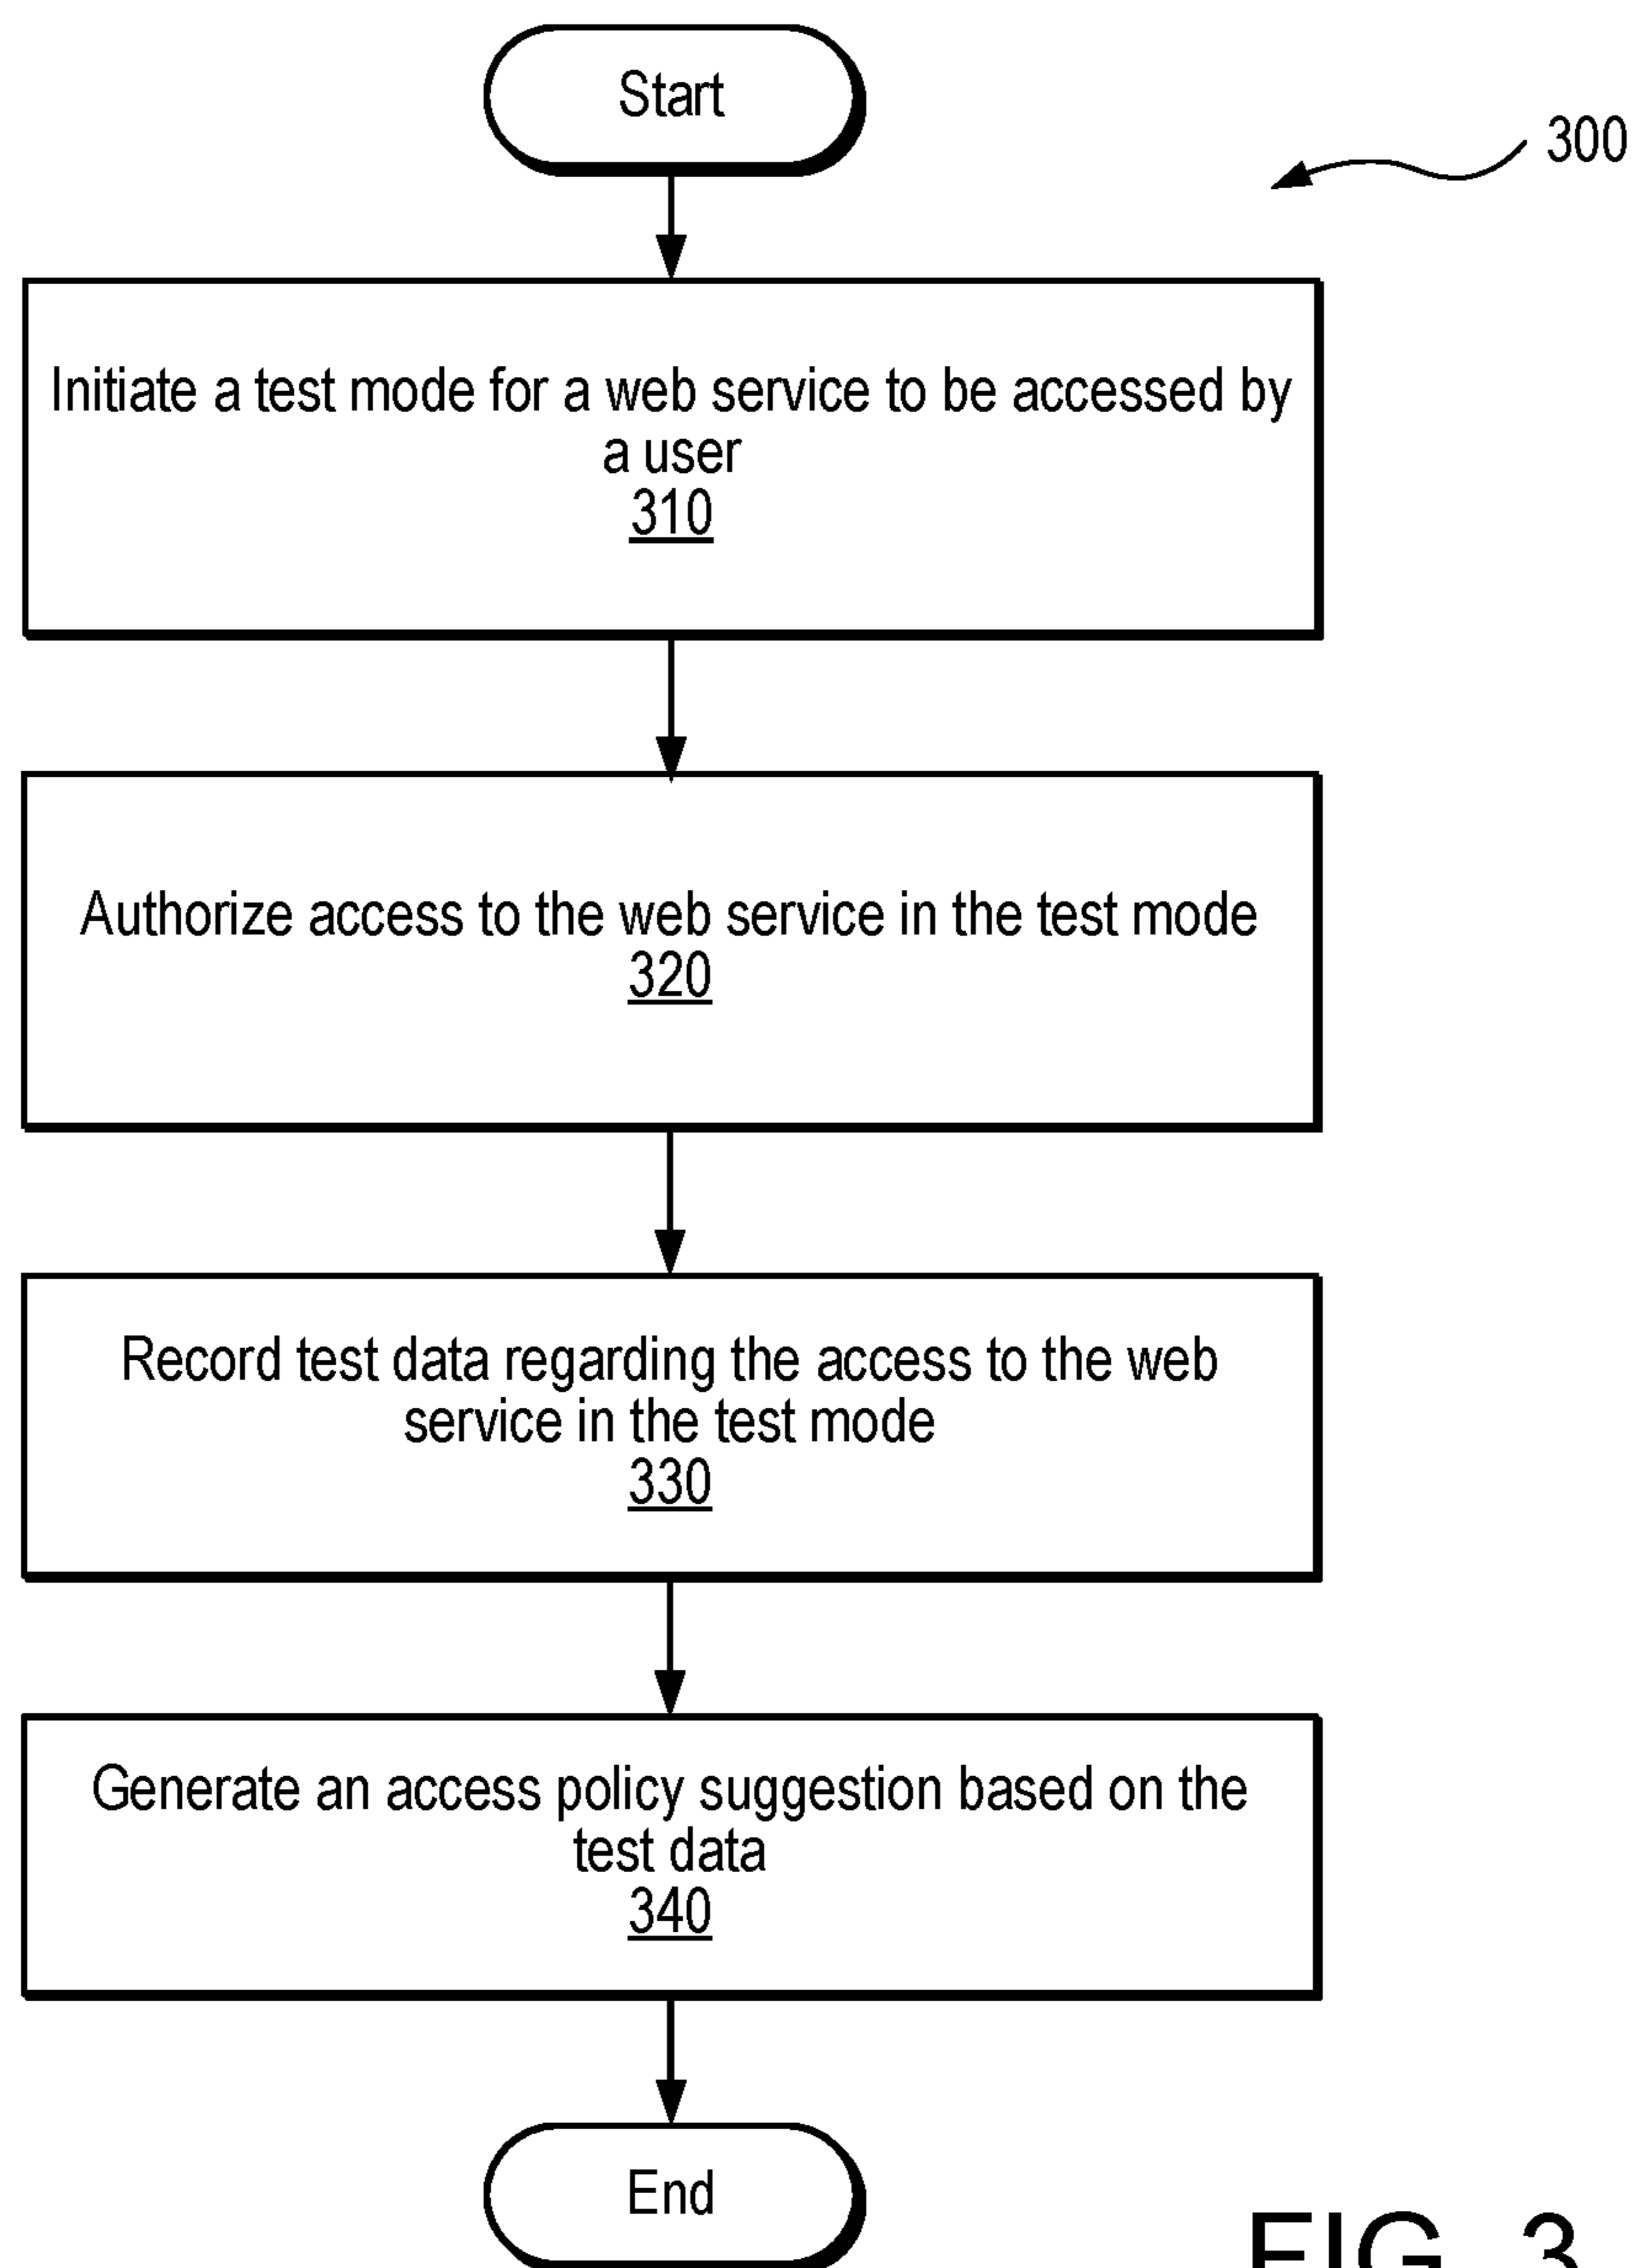 Start
300
Initiate a test mode for a web service to be accessed by
a user
310
Authorize access to the web service in the test mode
320
Record test data regarding the access to the web
service in the test mode
330
Generate an access policy suggestion based on the
test data
340
End
FIG. 3